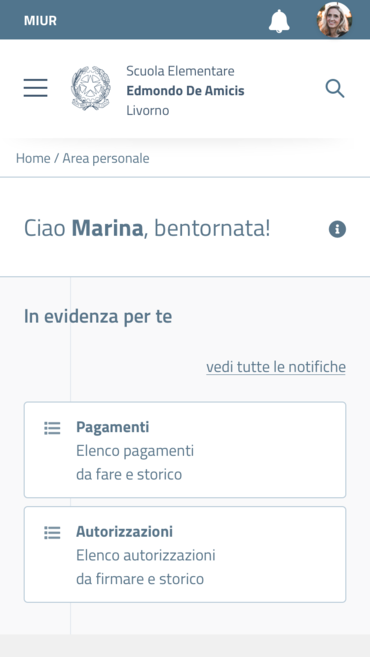 MIUR
Scuola Elementare
Edmondo De Amicis
Livorno
Home / Area personale
Ciao Marina, bentornata!
In evidenza per te
vedi tutte le notifiche
Pagamenti
Elenco pagamenti
da fare e storico
Autorizzazioni
Elenco autorizzazioni
da firmare e storico